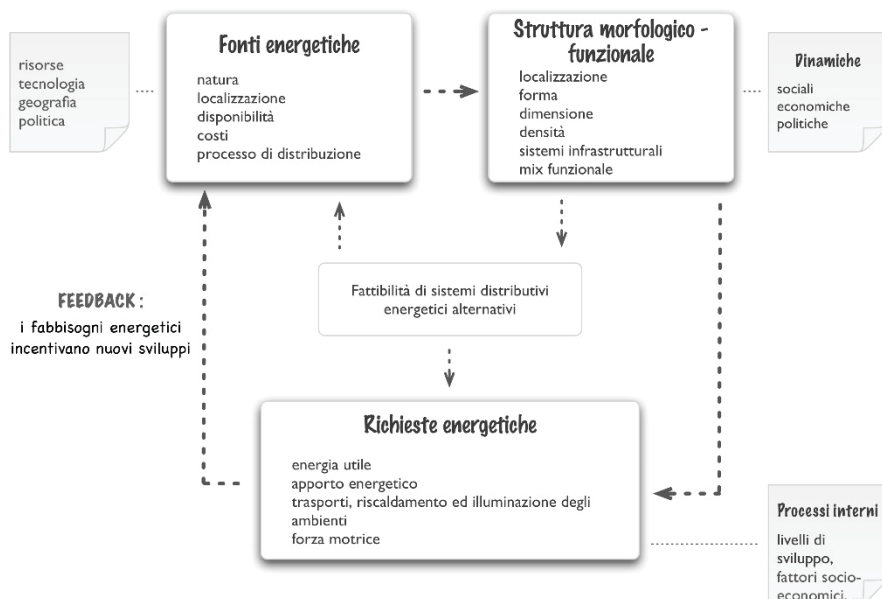 risorse
tecnologia
geografia
politica
Fonti energetiche
natura
localizzazione
disponibilità
costi
processo di distribuzione
Struttura morfologico -
funzionale
localizzazione
forma
dimensione
densità
sistemi infrastrutturali
mix funzionale
Dinamiche
sociali
economiche
politiche
FEEDBACK :
i fabbisogni energetici
incentivano nuovi sviluppi
Fattibilità di sistemi distributivi
energetici alternativi
Richieste energetiche
energia utile
apporto energetico
trasporti, riscaldamento ed illuminazione degli
ambienti
forza motrice
Processi interni
livelli di
sviluppo,
fattori socio-
economici.